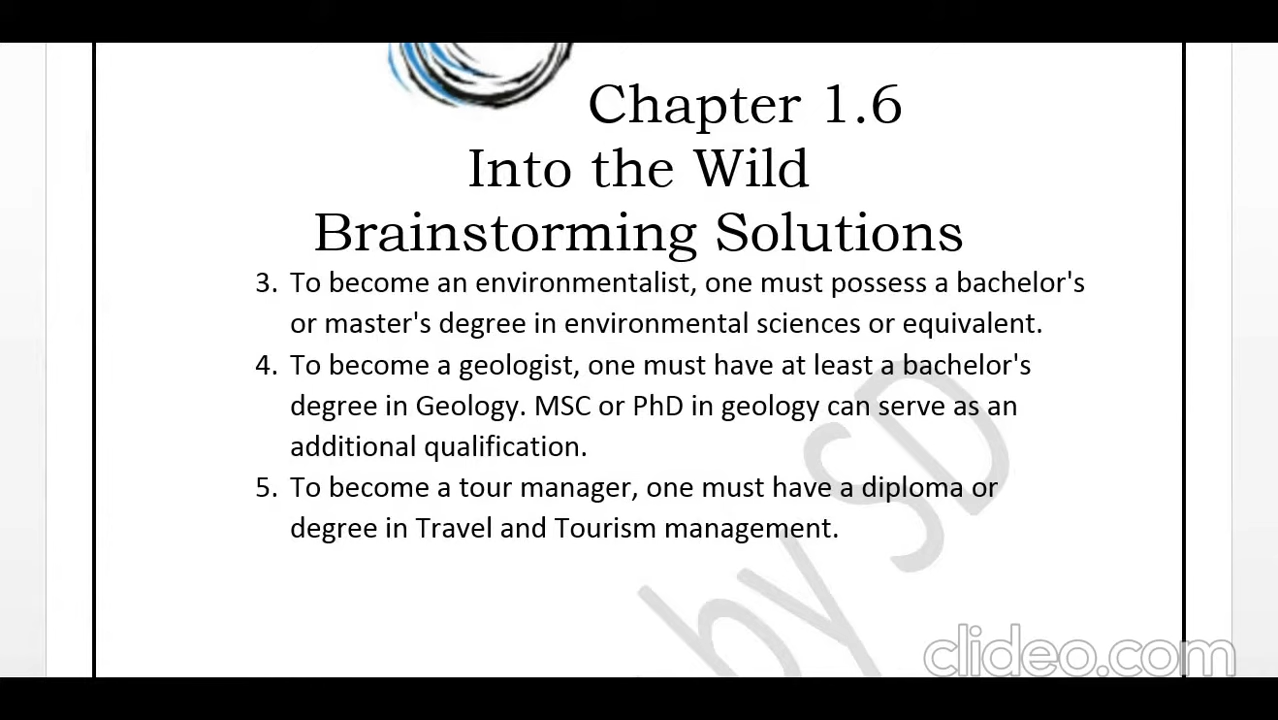 Chapter 1.6
Into the Wild
Brainstorming Solutions
3. To become an environmentalist, one must possess a bachelor's
or master's degree in environmental sciences or equivalent.
4. To become a geologist, one must have at least a bachelor's
degree in Geology. MSC or PhD in geology can serve as an
additional qualification.
5. To become a tour manager, one must have a diploma or
degree in Travel and Tourism management.
by SD
clideo.com